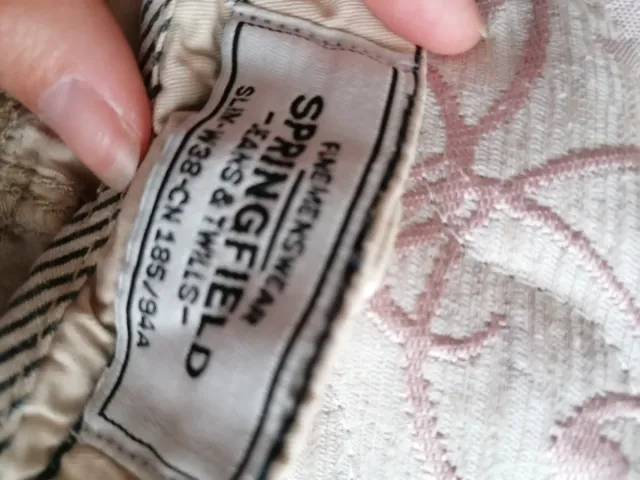 FINE MENSWEAR
SPRINGFIELD
-JEANS & TWILLS-
SLIM-W38-CN 185/94A